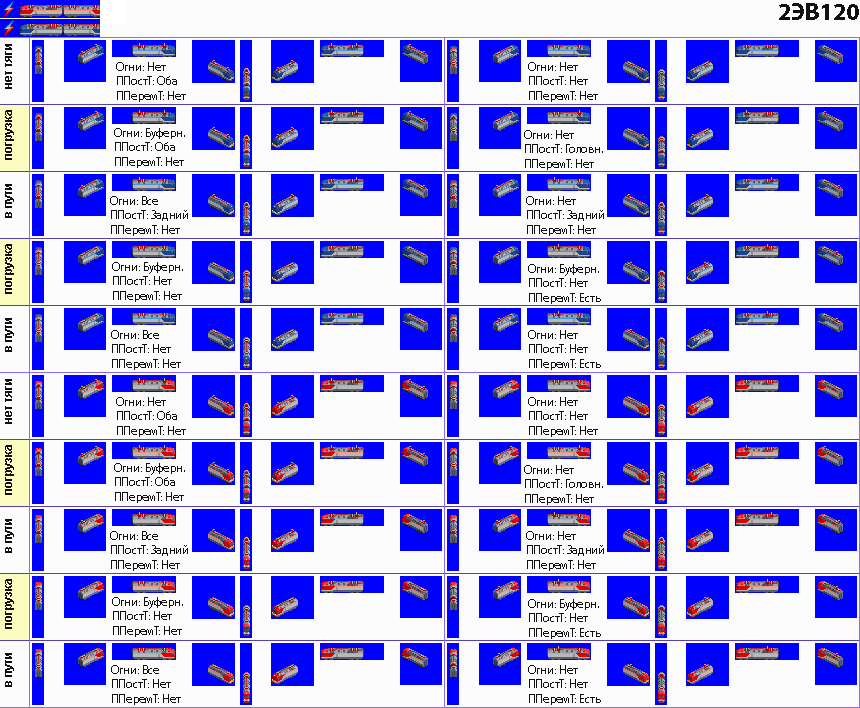 2ЭВ120
нет тяги
Огни: Нет
ППостТ: Оба
ППеремТ: Нет
Огни: Нет
ППостТ: Нет
ППеремТ: Нет
погрузка
Огни: Буферн.
ППостТ: Оба
ППеремТ: Нет
Огни: Нет
ППостТ: Головн.
ППеремТ: Нет
в пути
Огни: Все
ППостТ: Задний
ППеремТ: Нет
Огни: Нет
ППостТ: Задний
ППеремТ: Нет
погрузка
Огни: Буферн.
ППостТ: Нет
ППеремТ: Нет
Огни: Буферн.
ППостТ: Нет
ППеремТ: Есть
в пути
Огни: Все
ППостТ: Нет
ППеремТ: Нет
Огни: Нет
ППостТ: Нет
ППеремТ: Есть
нет тяги
Огни: Нет
ППостТ: Оба
ППеремТ: Нет
Огни: Нет
ППостТ: Нет
ППеремТ: Нет
погрузка
Огни: Буферн.
ППостТ: Оба
ППеремТ: Нет
Огни: Нет
ППостТ: Головн.
ППеремТ: Нет
в пути
Огни: Все
ППостТ: Задний
ППеремТ: Нет
Огни: Нет
ППостТ: Задний
ППеремТ: Нет
погрузка
Огни: Буферн.
ППостТ: Нет
ППеремТ: Нет
Огни: Буферн.
ППостТ: Нет
ППеремТ: Есть
в пути
Огни: Все
ППостТ: Нет
ППеремТ: Нет
Огни: Нет
ППостТ: Нет
ППеремТ: Есть